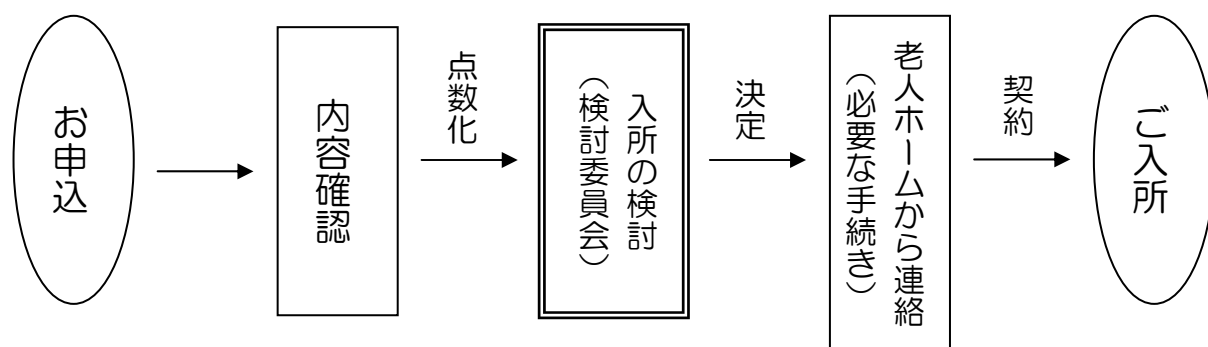 お申込
内容確認
点数化
入所の検討
（検討委員会）
決定
老人ホームから連絡
（必要な手続き）
契約
ご入所